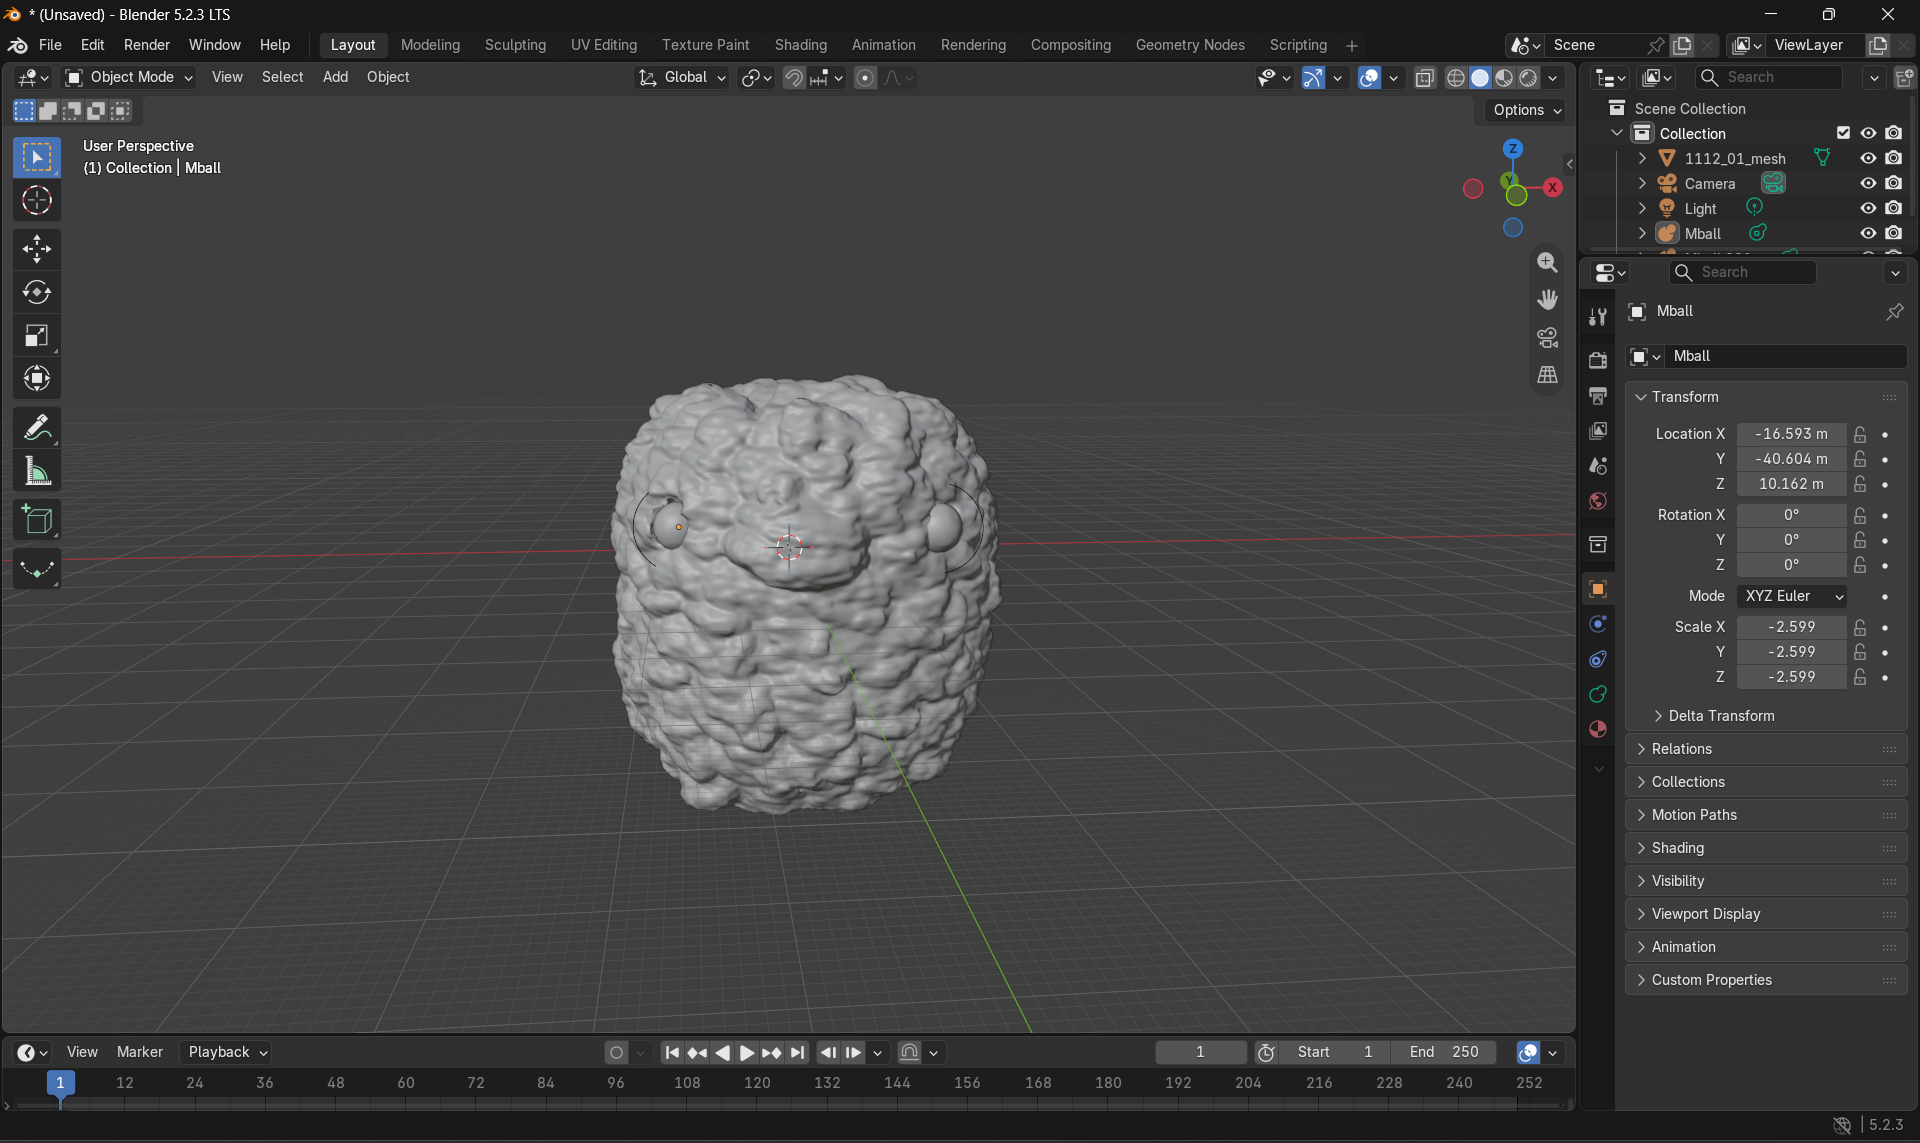 * (Unsaved) - Blender 5.2.3 LTS
File Edit Render Window Help Layout Modeling Sculpting UV Editing Texture Paint Shading Animation Rendering Compositing Geometry Nodes Scripting + Scene ViewLayer
Object Mode View Select Add Object Global Search
Options
User Perspective
(1) Collection | Mball
Z
Y
X
Scene Collection
Collection
1112_01_mesh
Camera
Light
Mball
Search
Mball
Mball
Transform
Location X -16.593 m
Y -40.604 m
Z 10.162 m
Rotation X 0°
Y 0°
Z 0°
Mode XYZ Euler
Scale X -2.599
Y -2.599
Z -2.599
Delta Transform
Relations
Collections
Motion Paths
Shading
Visibility
Viewport Display
Animation
Custom Properties
View Marker Playback 1 Start 1 End 250
1 12 24 36 48 60 72 84 96 108 120 132 144 156 168 180 192 204 216 228 240 252
5.2.3